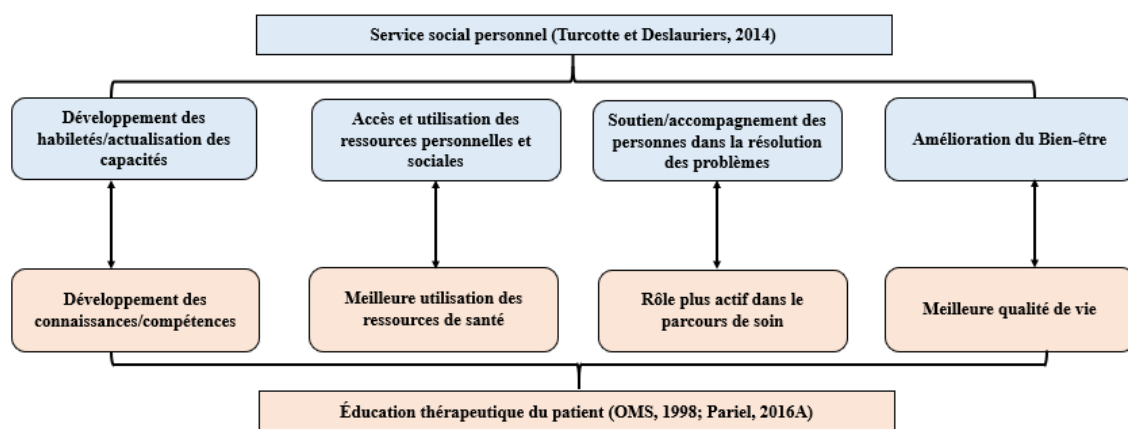 Service social personnel (Turcotte et Deslauriers, 2014)
Développement des
habiletés/actualisation des
capacités
Accès et utilisation des
ressources personnelles et
sociales
Soutien/accompagnement des
personnes dans la résolution
des problèmes
Amélioration du Bien-être
Développement des
connaissances/compétences
Meilleure utilisation des
ressources de santé
Rôle plus actif dans le
parcours de soin
Meilleure qualité de vie
Éducation thérapeutique du patient (OMS, 1998; Pariel, 2016A)